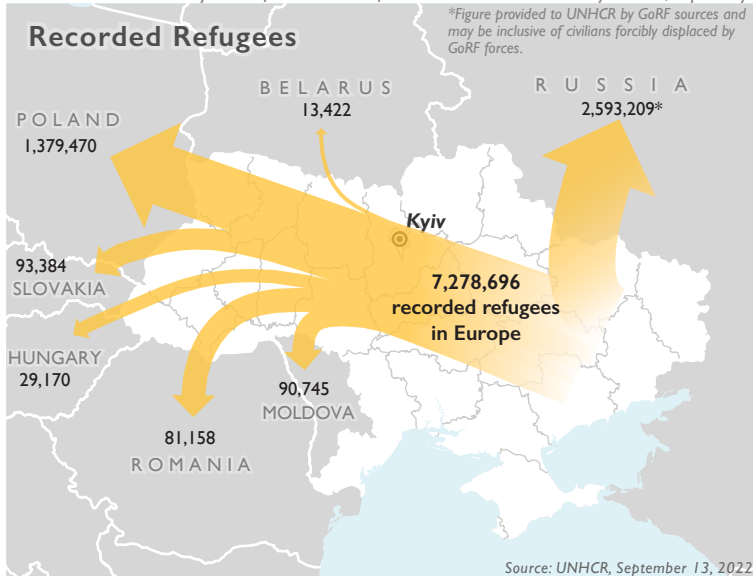 Recorded Refugees
*Figure provided to UNHCR by GoRF sources and
may be inclusive of civilians forcibly displaced by
GoRF forces.
BELARUS
13,422
RUSSIA
2,593,209*
POLAND
1,379,470
Kyiv
93,384
SLOVAKIA
7,278,696
recorded refugees
in Europe
HUNGARY
29,170
90,745
MOLDOVA
81,158
ROMANIA
Source: UNHCR, September 13, 2022